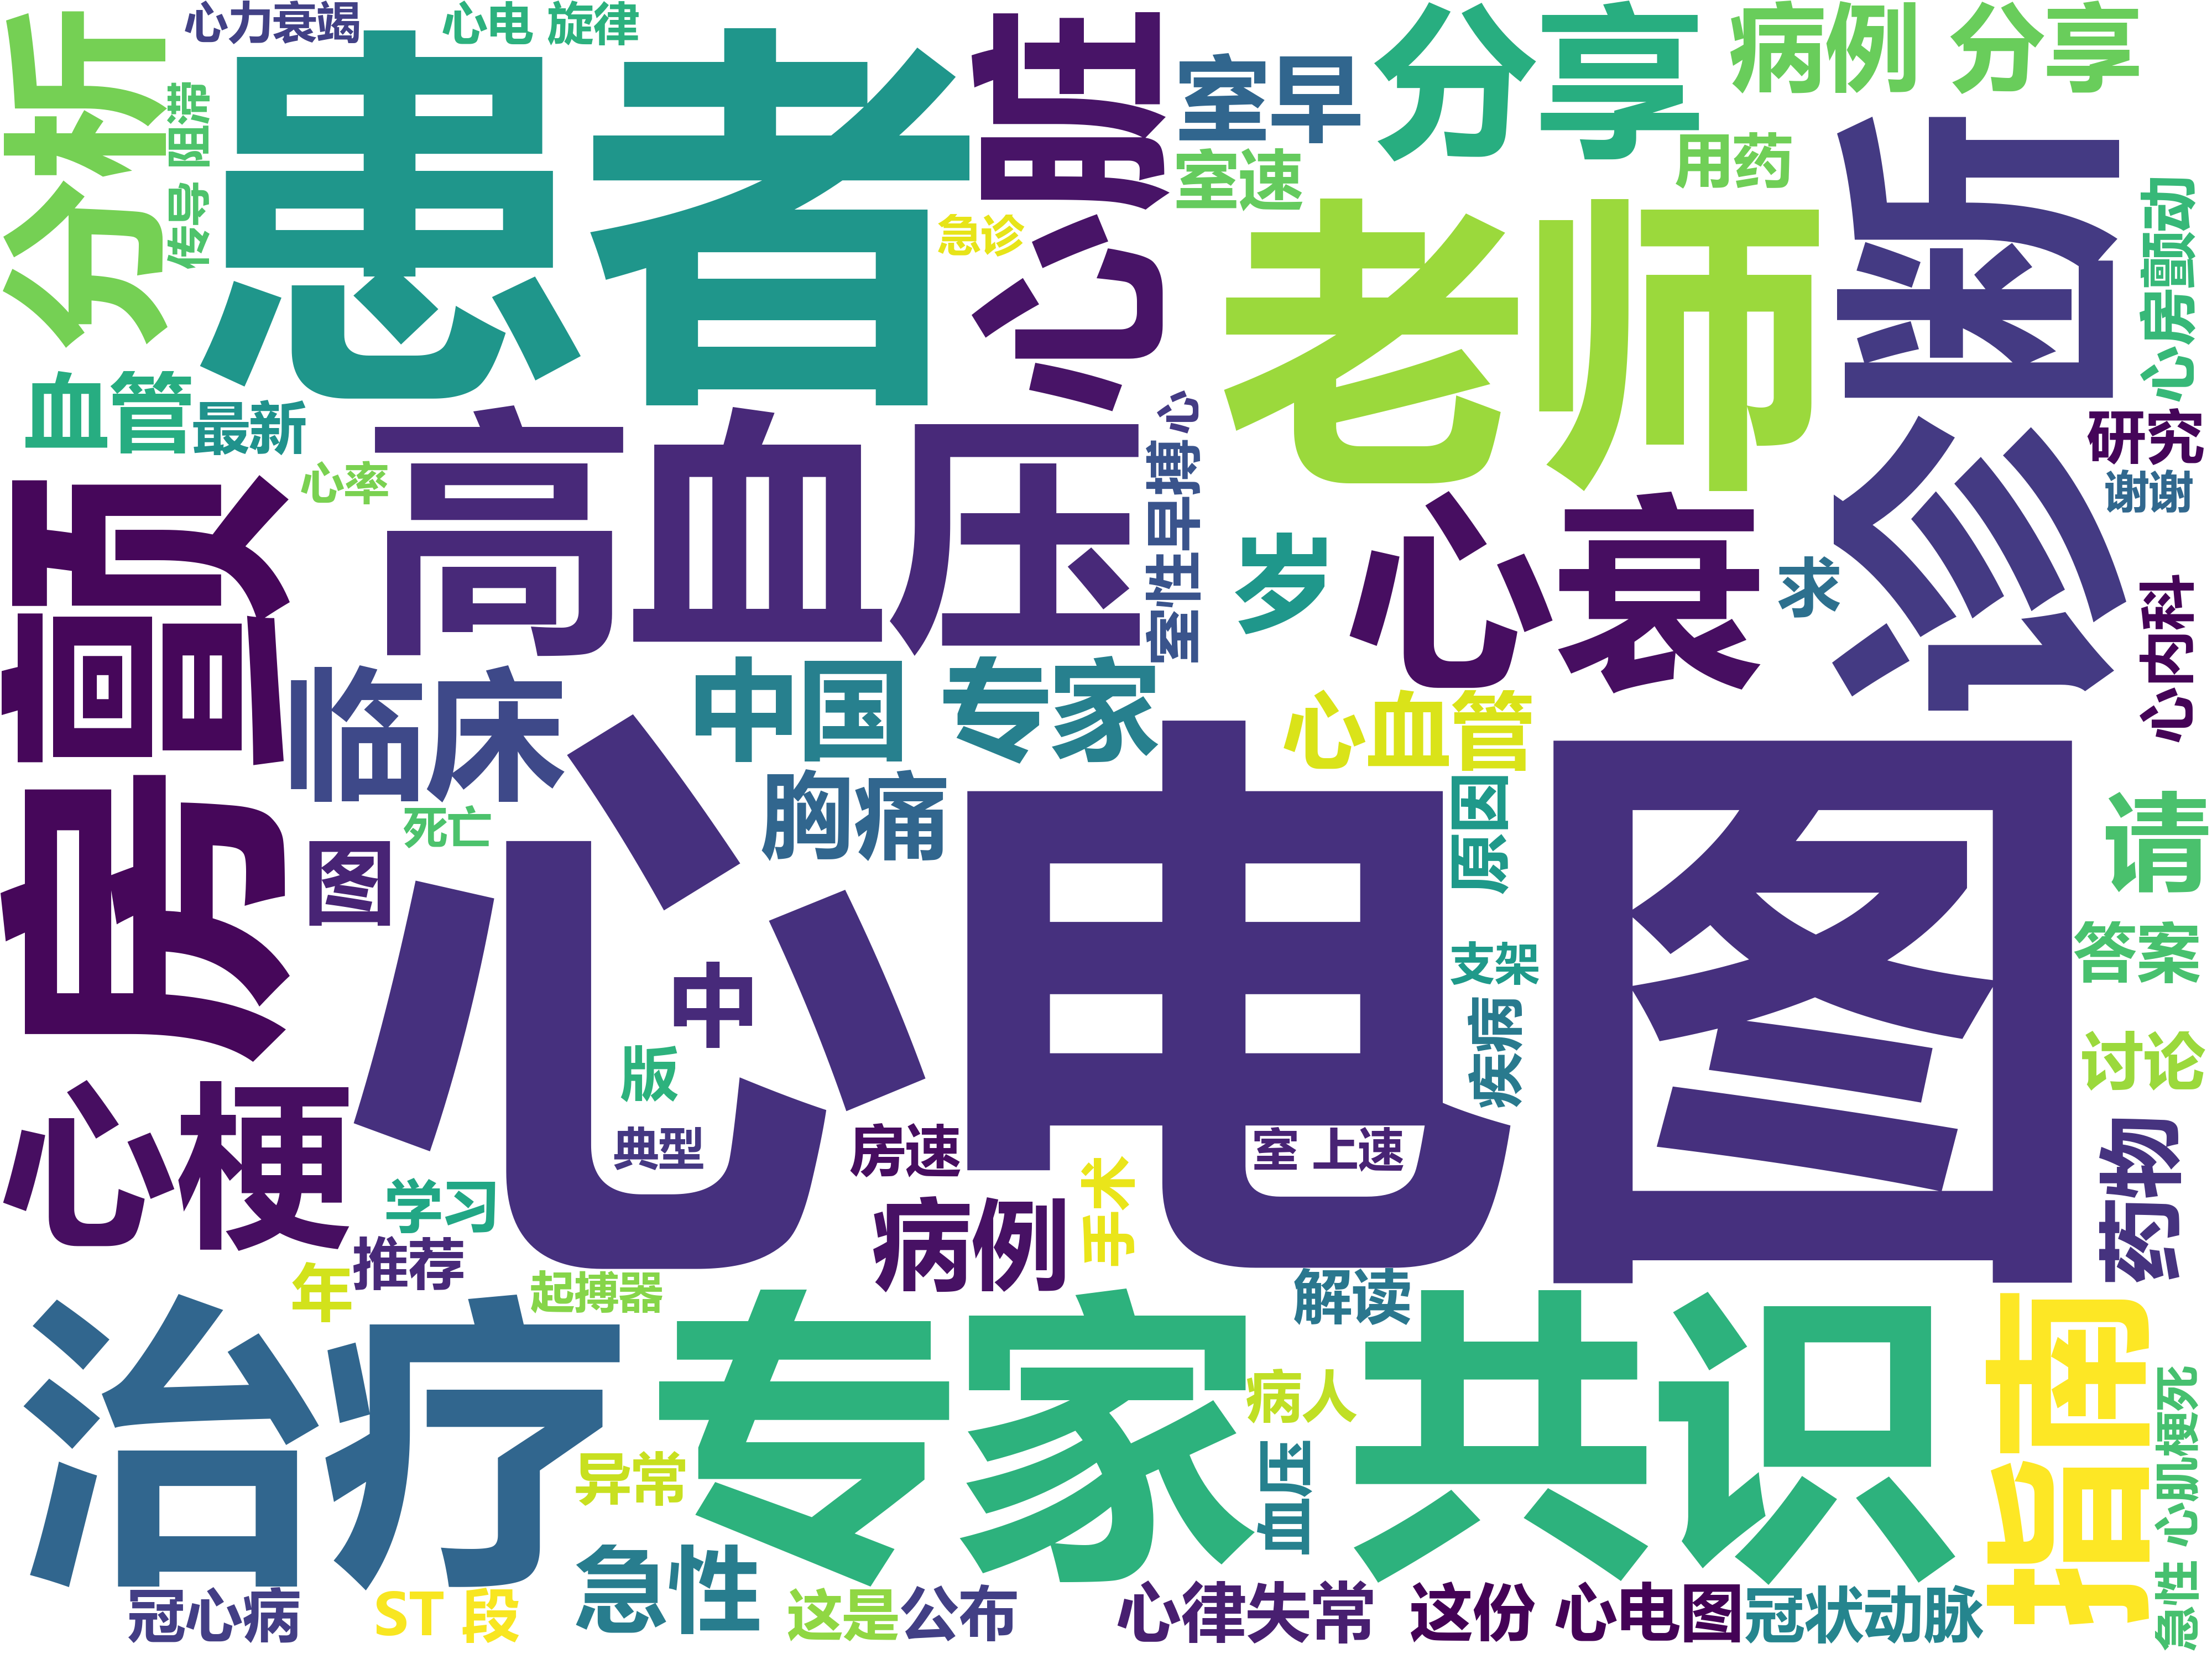 心力衰竭
心电 旋律
分析
传导 阻滞
患者
心脏
室早
分享
病例 分享
室速
用药
急诊
老师
诊断
心房颤动
血管
最新
心率
高血压
室性早搏 心
岁
心衰
求
研究
谢谢
心内科
房颤
临床
中国 专家
心血管
胸痛
死亡
图
心电图
原因
支架
疾病
请
答案
讨论
药物
中
版
典型
房速
室 上速
心梗
学习
推荐
年
起搏器
病例
手术
解读
治疗
专家
共识
指南
病人
血压
异常
急性
急性 心肌梗死
冠心病
ST 段
这是
公布
心律失常
这份 心电图
冠状动脉